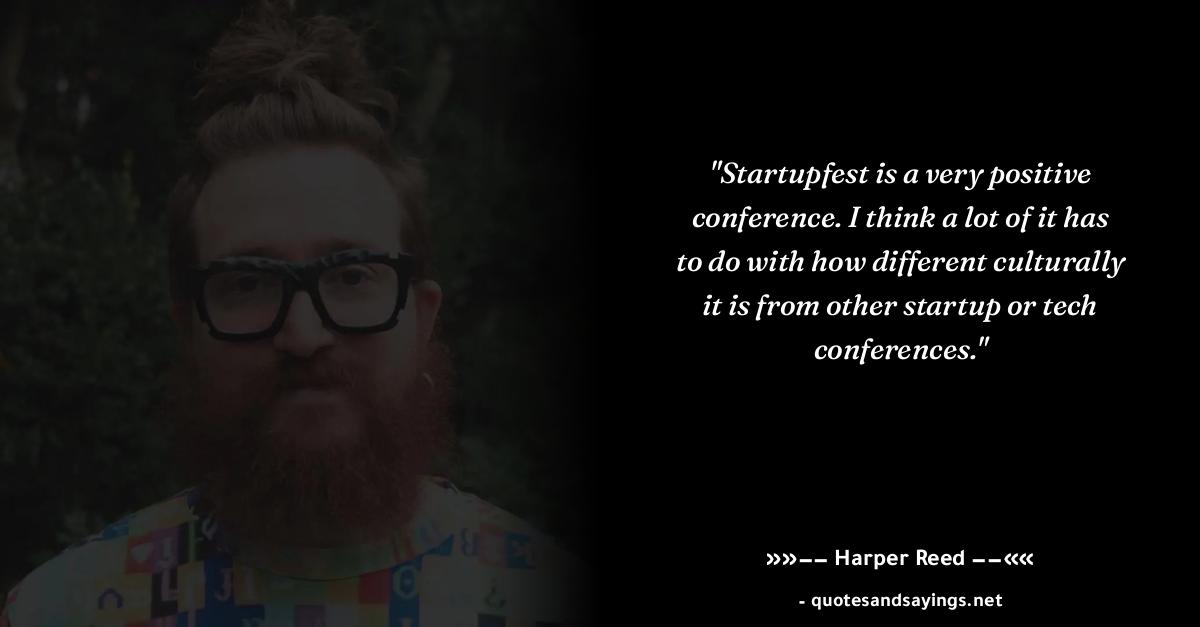 "Startupfest is a very positive
conference. I think a lot of it has
to do with how different culturally
it is from other startup or tech
conferences."
»»—— Harper Reed ——««
- quotesandsayings.net